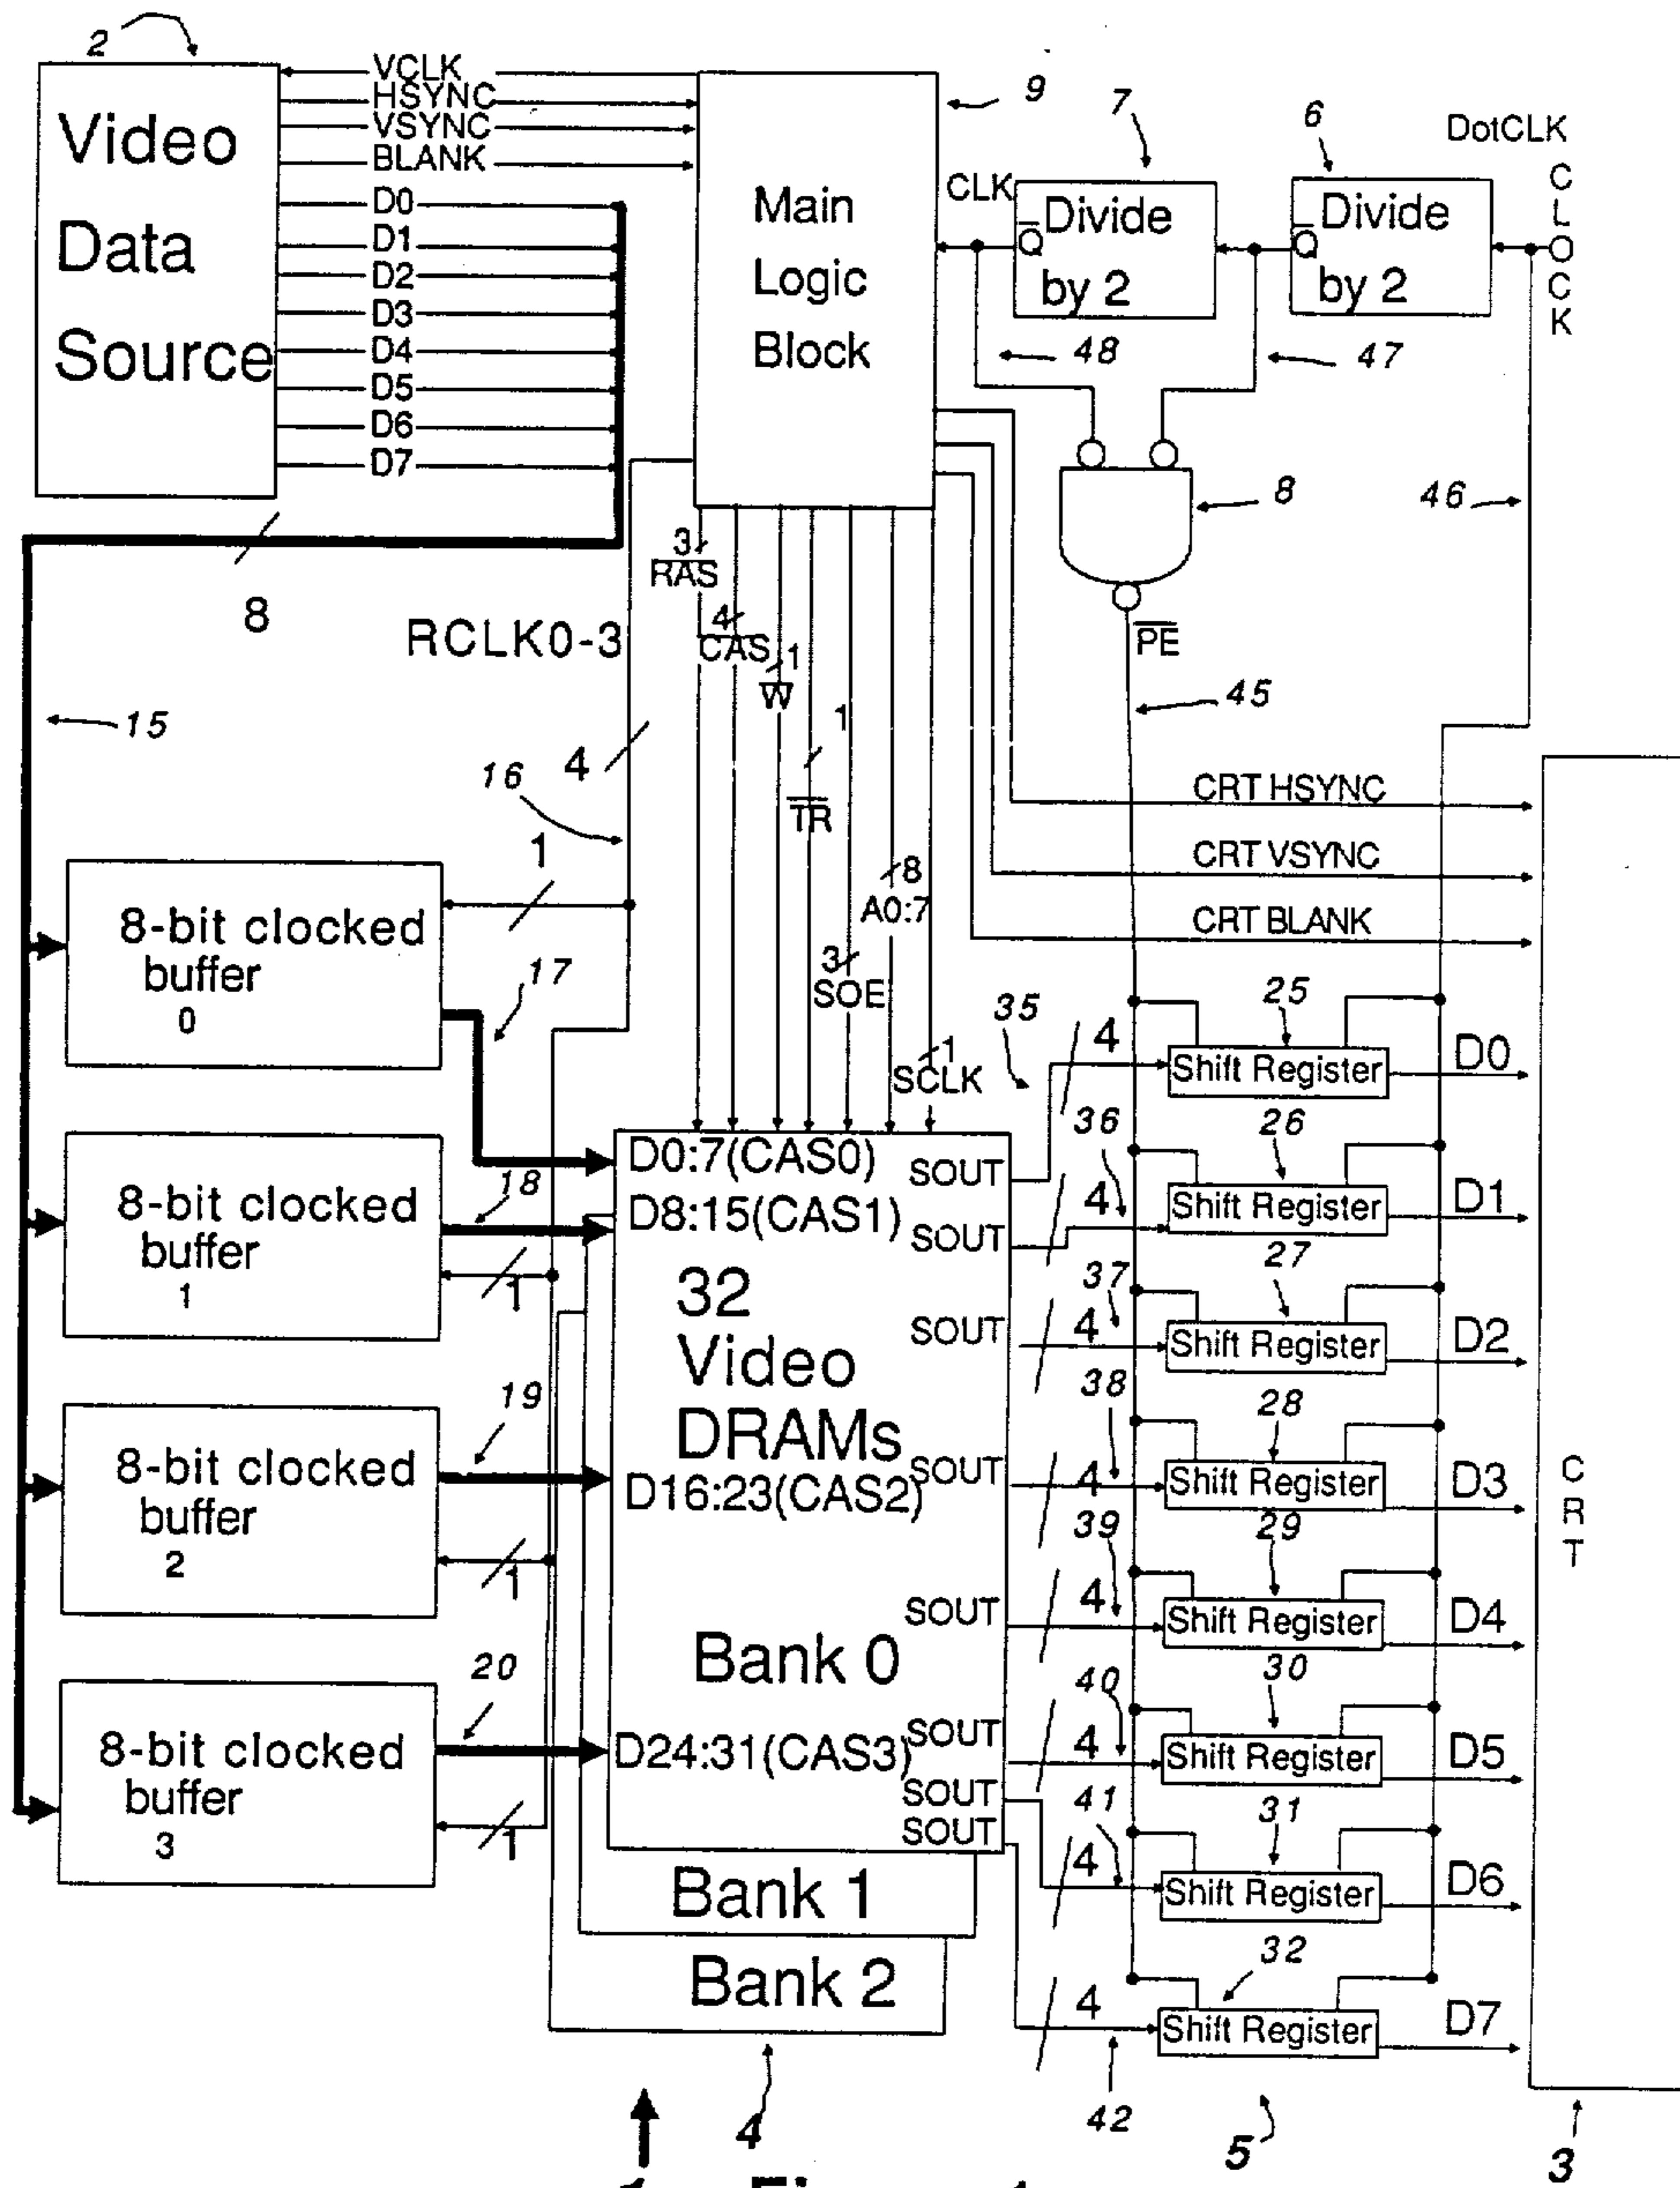 2
Video
Data
Source
VCLK
HSYNC
VSYNC
BLANK
D0
D1
D2
D3
D4
D5
D6
D7
8
15
Main
Logic
Block
9
CLK
7
Q
Divide
by 2
6
Q
Divide
by 2
DotCLK
CLOCK
48
47
8
46
PE
45
RCLK0-3
4
16
3
RAS
4
CAS
1
W
1
TR
3
SOE
8
A0:7
1
SCLK
CRT HSYNC
CRT VSYNC
CRT BLANK
8-bit clocked
buffer
0
1
17
8-bit clocked
buffer
1
1
18
8-bit clocked
buffer
2
1
19
8-bit clocked
buffer
3
1
20
D0:7(CAS0)
D8:15(CAS1)
32
Video
DRAMs
D16:23(CAS2)
Bank 0
D24:31(CAS3)
Bank 1
Bank 2
4
SOUT
SOUT
SOUT
SOUT
SOUT
SOUT
SOUT
SOUT
35
4
25
Shift Register
D0
36
4
26
Shift Register
D1
37
4
27
Shift Register
D2
38
4
28
Shift Register
D3
39
4
29
Shift Register
D4
40
4
30
Shift Register
D5
41
4
31
Shift Register
D6
42
4
32
Shift Register
D7
CRT
5
3